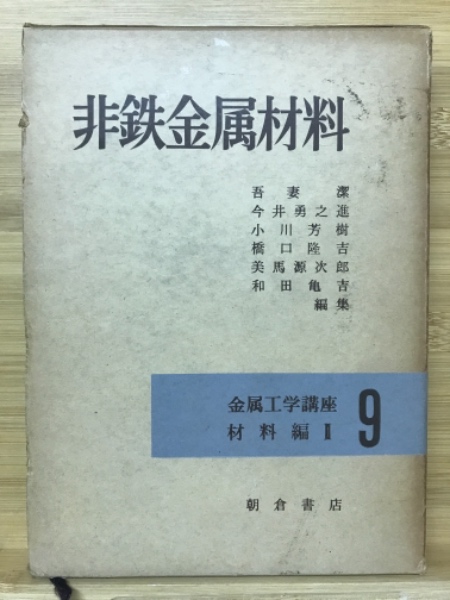 非鉄金属材料
吾妻潔
今井勇之進
小川芳樹
橋口隆吉
美馬源次郎
和田亀吉
編集
金属工学講座
材料編 II
9
朝倉書店